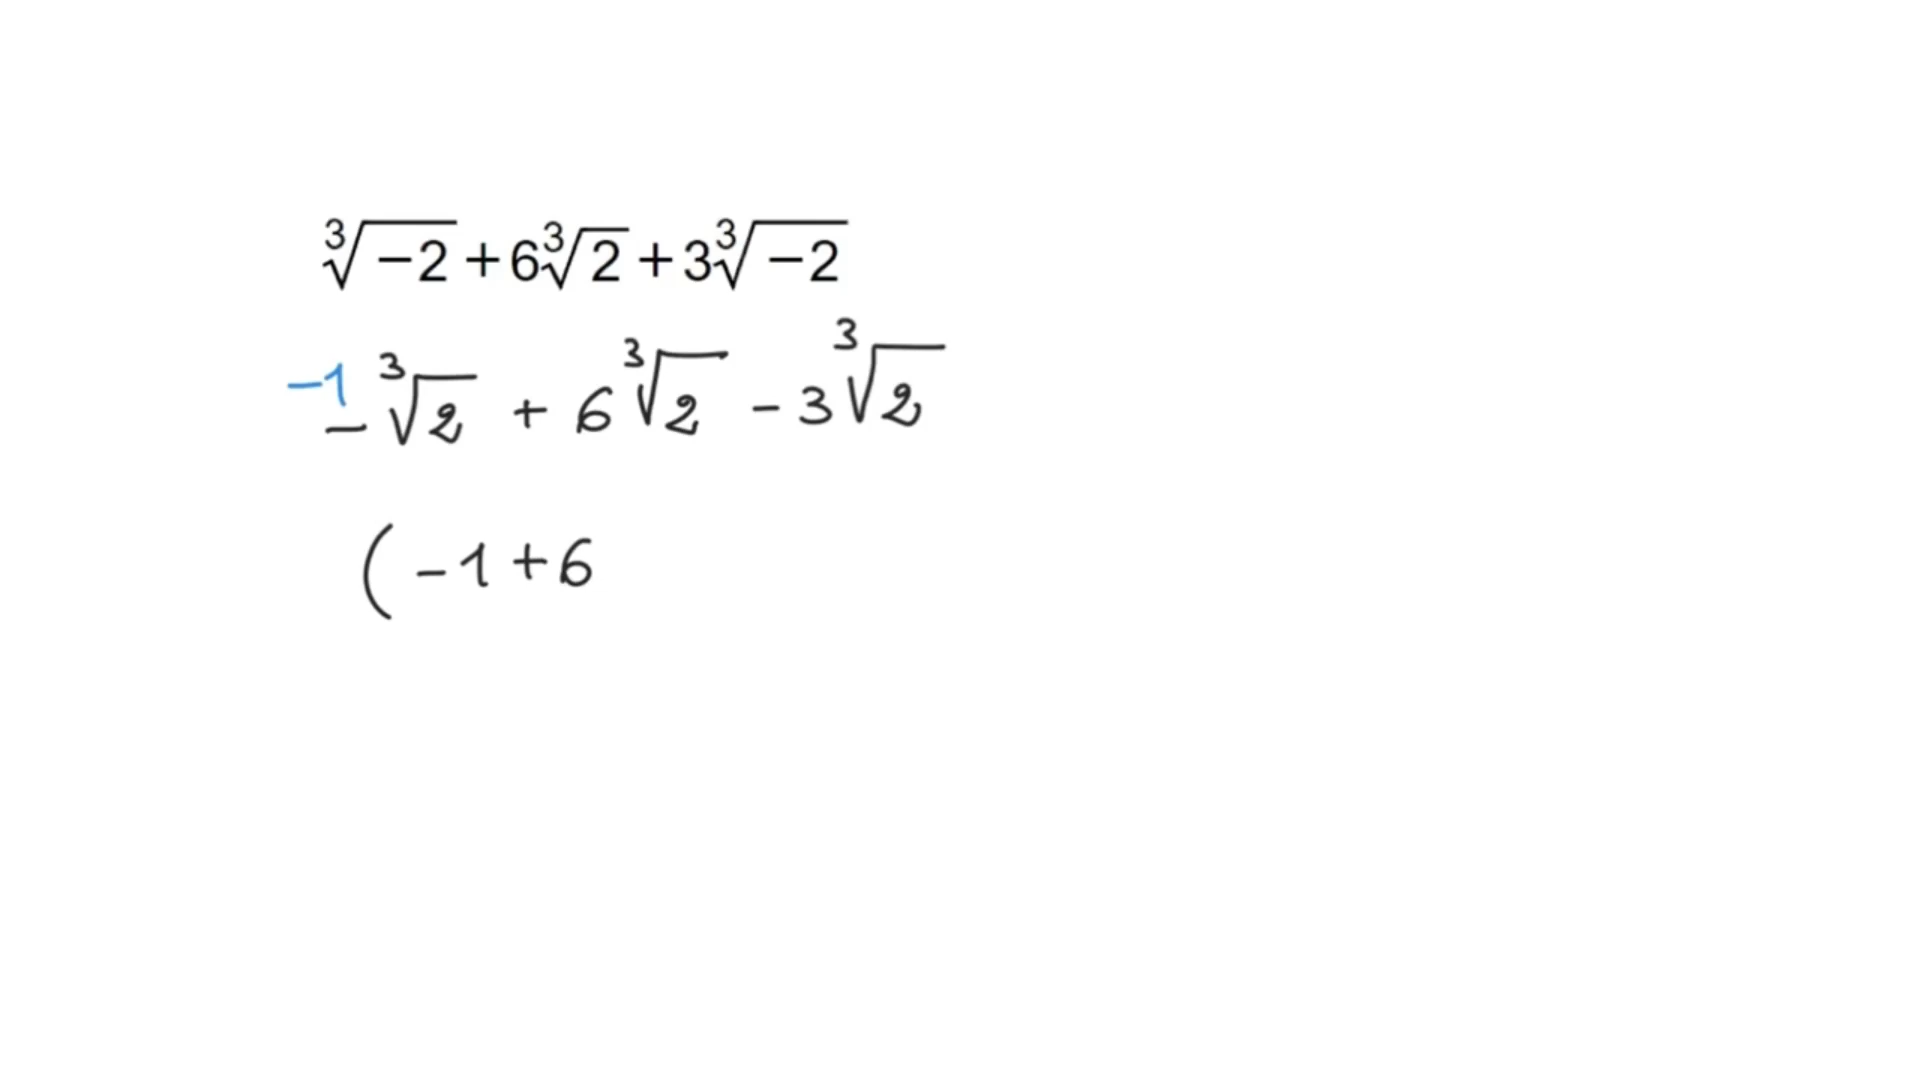 ∛−2 + 6∛2 + 3∛−2
−1
− ∛2 + 6 ∛2 − 3 ∛2
( − 1 + 6